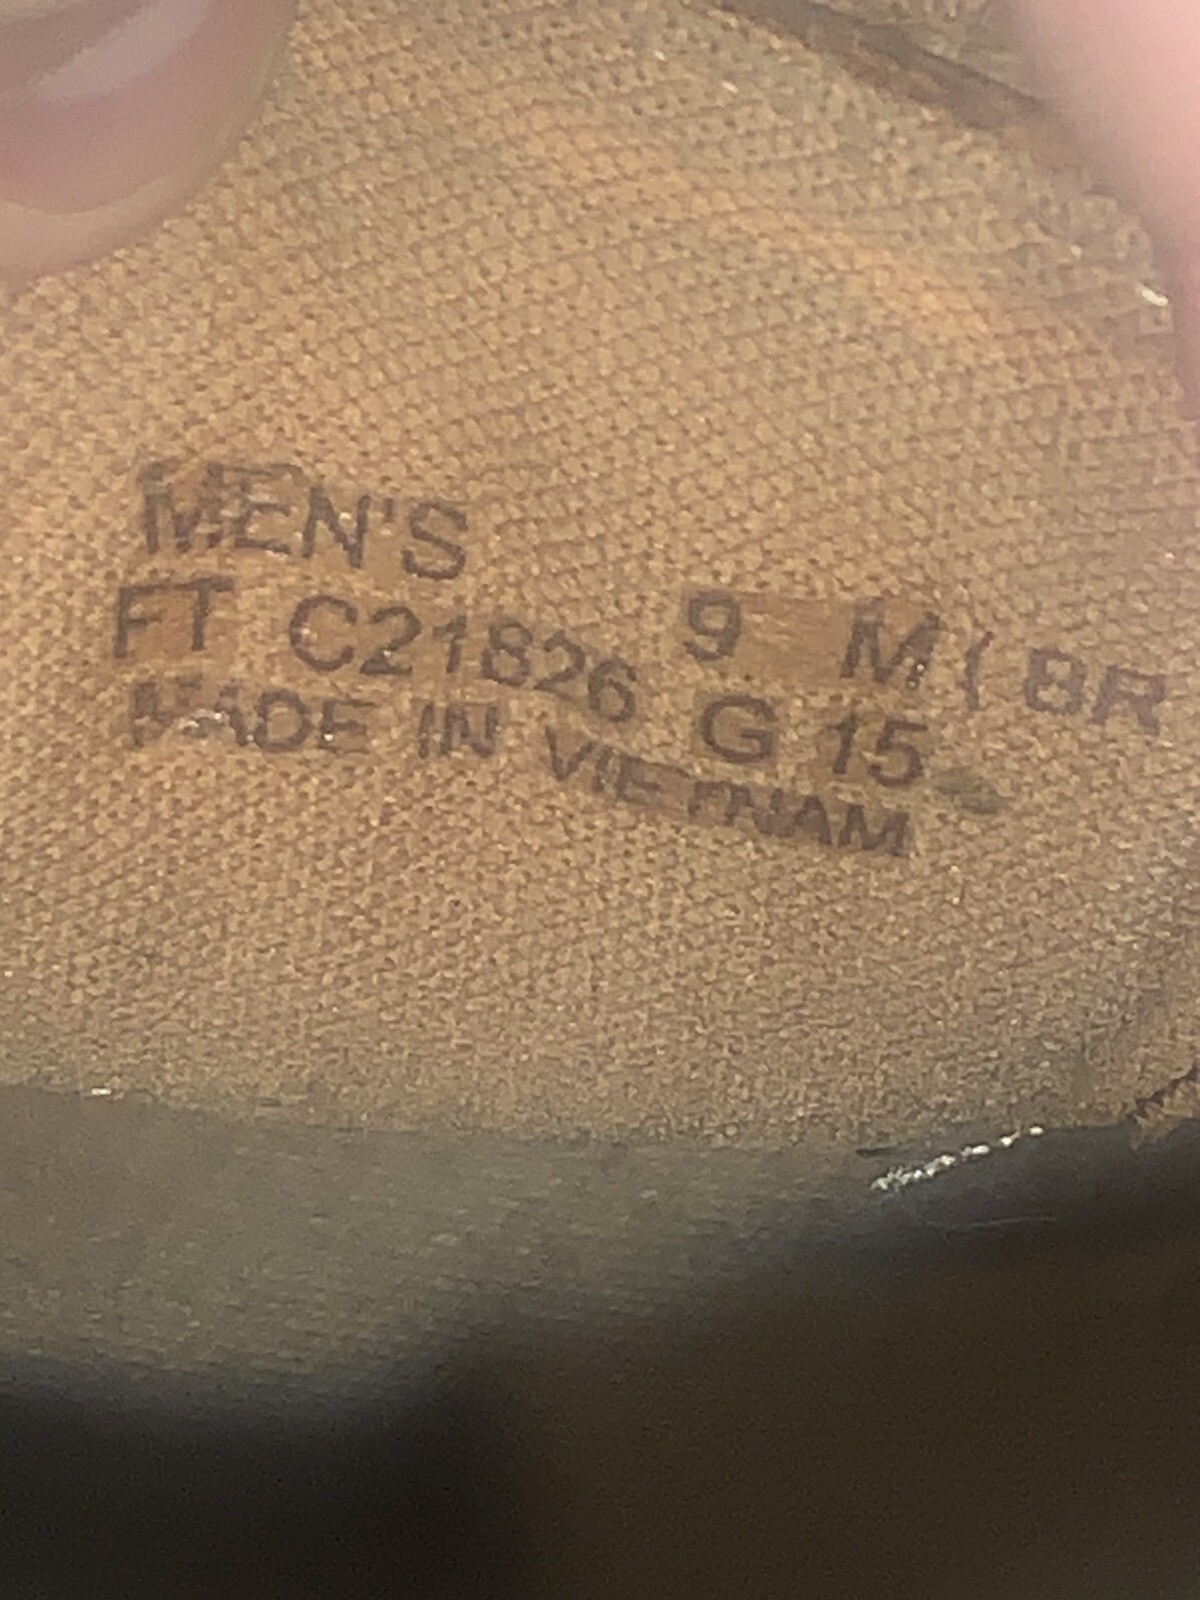 MEN'S 9 M ( BR
FT C21826 G 15
MADE IN VIETNAM